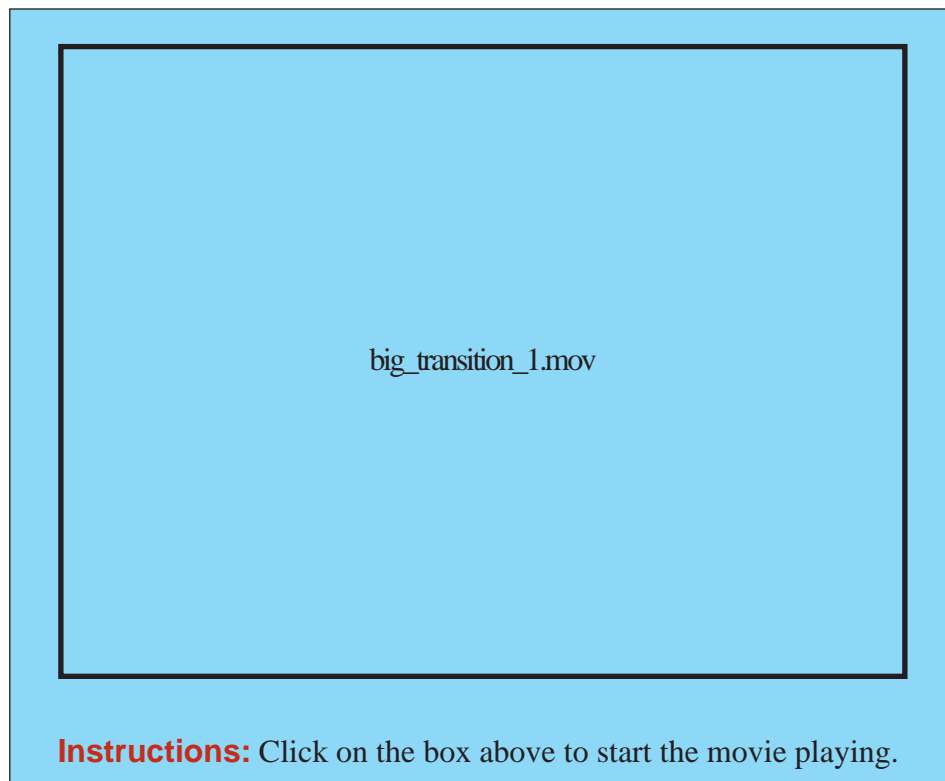 big_transition_1.mov
Instructions: Click on the box above to start the movie playing.